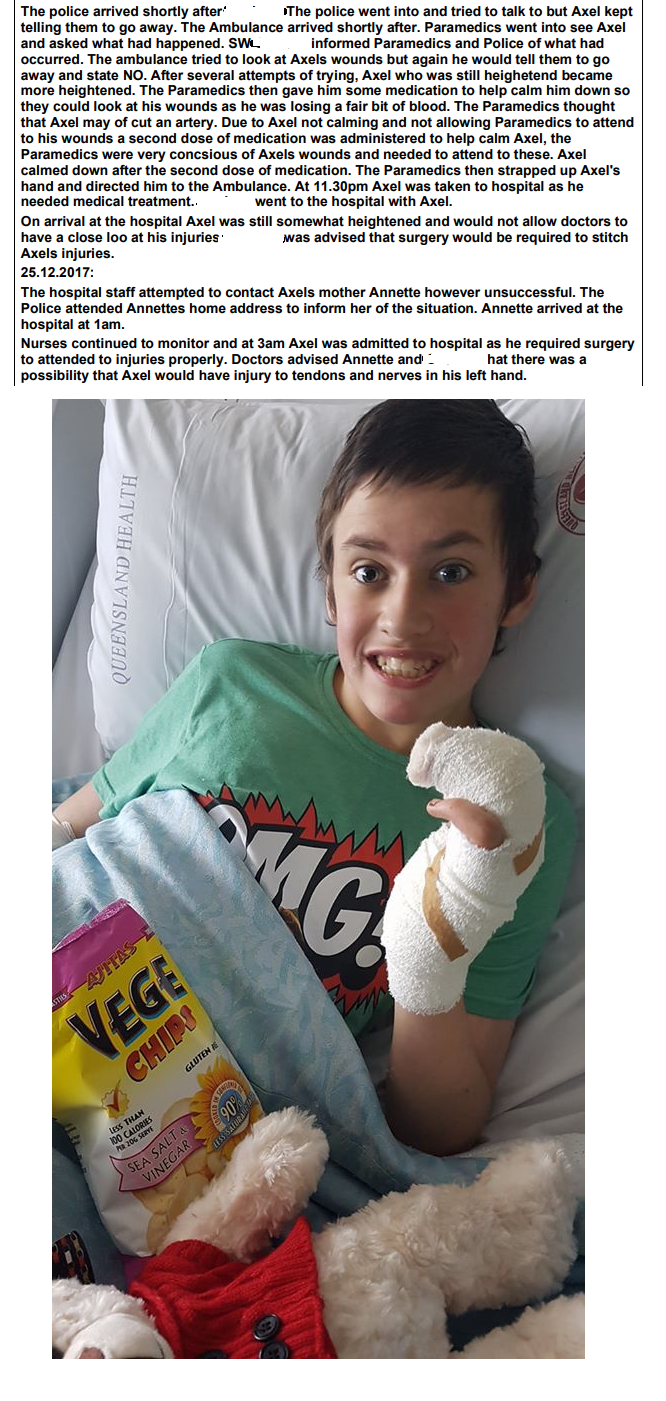 The police arrived shortly after The police went into and tried to talk to but Axel kept
telling them to go away. The Ambulance arrived shortly after. Paramedics went into see Axel
and asked what had happened. SW informed Paramedics and Police of what had
occurred. The ambulance tried to look at Axels wounds but again he would tell them to go
away and state NO. After several attempts of trying, Axel who was still heighetend became
more heightened. The Paramedics then gave him some medication to help calm him down so
they could look at his wounds as he was losing a fair bit of blood. The Paramedics thought
that Axel may of cut an artery. Due to Axel not calming and not allowing Paramedics to attend
to his wounds a second dose of medication was administered to help calm Axel, the
Paramedics were very concsious of Axels wounds and needed to attend to these. Axel
calmed down after the second dose of medication. The Paramedics then strapped up Axel's
hand and directed him to the Ambulance. At 11.30pm Axel was taken to hospital as he
needed medical treatment. went to the hospital with Axel.
On arrival at the hospital Axel was still somewhat heightened and would not allow doctors to
have a close loo at his injuries was advised that surgery would be required to stitch
Axels injuries.
25.12.2017:
The hospital staff attempted to contact Axels mother Annette however unsuccessful. The
Police attended Annettes home address to inform her of the situation. Annette arrived at the
hospital at 1am.
Nurses continued to monitor and at 3am Axel was admitted to hospital as he required surgery
to attended to injuries properly. Doctors advised Annette and hat there was a
possibility that Axel would have injury to tendons and nerves in his left hand.
QUEENSLAND HEALTH
OMG!
AJITAS
VEGE
CHIPS
GLUTEN
LESS THAN
100 CALORIES
PER 20G SERVE
90%
SEA SALT &
VINEGAR